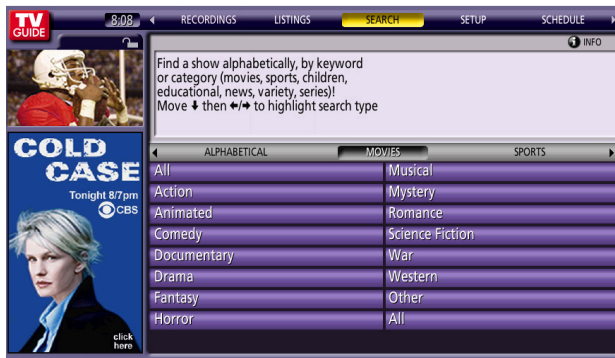 TV
GUIDE
8:08
RECORDINGS
LISTINGS
SEARCH
SETUP
SCHEDULE
i INFO
Find a show alphabetically, by keyword
or category (movies, sports, children,
educational, news, variety, series)!
Move ⬇ then ⬅/➡ to highlight search type
COLD
CASE
Tonight 8/7pm
CBS
click
here
ALPHABETICAL
MOVIES
SPORTS
All
Musical
Action
Mystery
Animated
Romance
Comedy
Science Fiction
Documentary
War
Drama
Western
Fantasy
Other
Horror
All